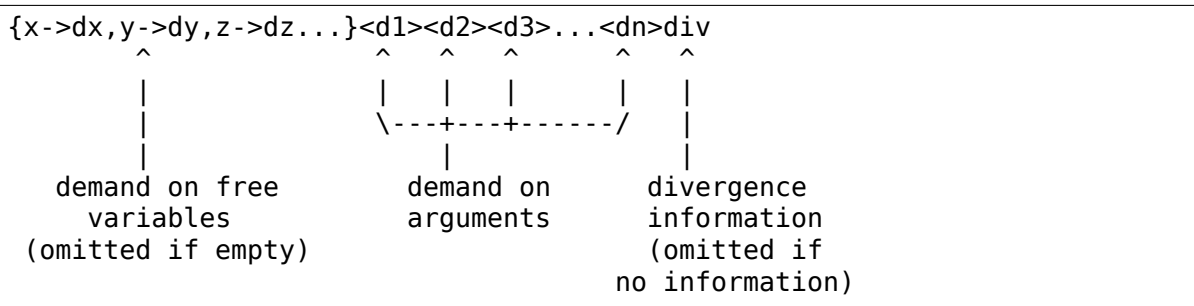 {x->dx,y->dy,z->dz...}<d1><d2><d3>...<dn>div
        ^              ^   ^   ^      ^   ^
        |              |   |   |      |   |
        |              \---+---+------/   |
        |                  |              |
   demand on free        demand on      divergence
     variables           arguments      information
 (omitted if empty)                     (omitted if
                                      no information)